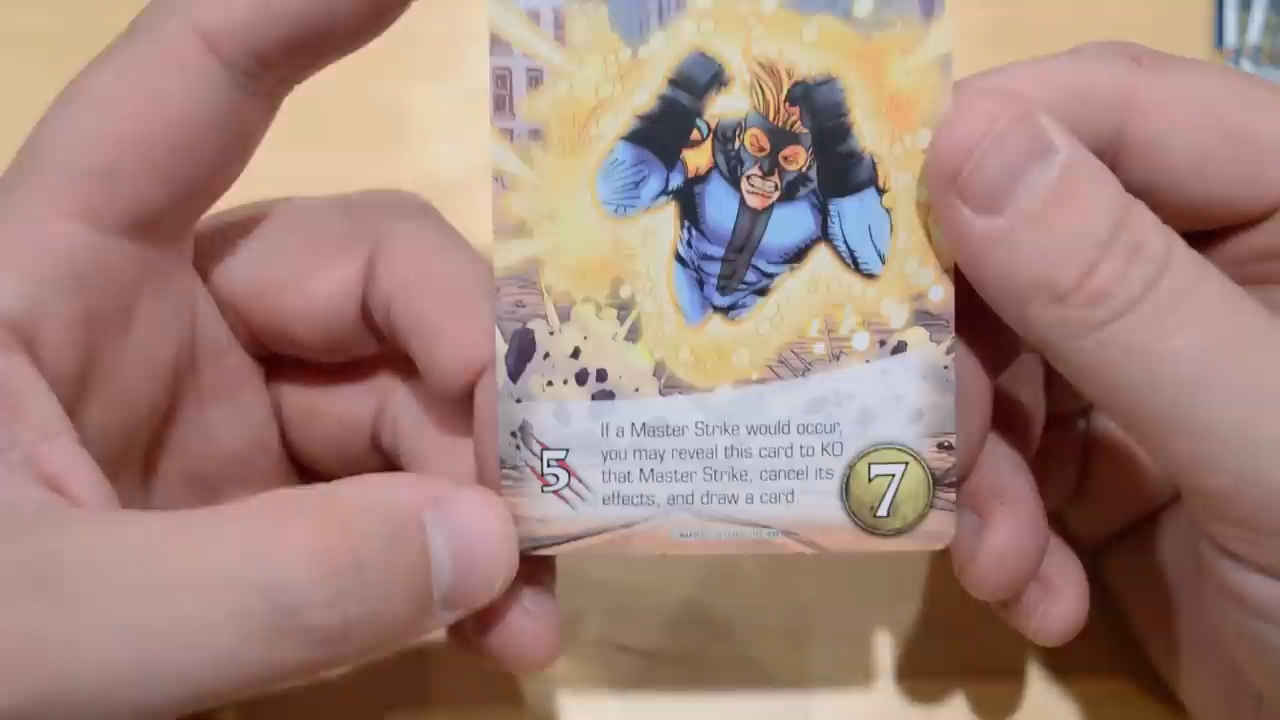 If a Master Strike would occur,
you may reveal this card to KO
that Master Strike, cancel its
effects, and draw a card.
5
7